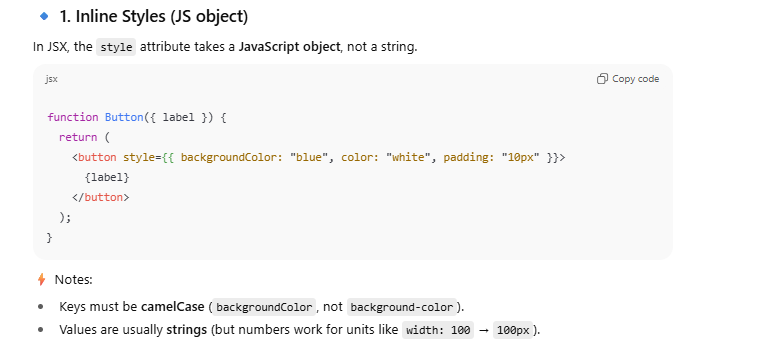 1. Inline Styles (JS object)
In JSX, the style attribute takes a JavaScript object, not a string.
jsx
Copy code
function Button({ label }) {
  return (
    <button style={{ backgroundColor: "blue", color: "white", padding: "10px" }}>
      {label}
    </button>
  );
}
Notes:
• Keys must be camelCase (backgroundColor, not background-color).
• Values are usually strings (but numbers work for units like width: 100 → 100px).